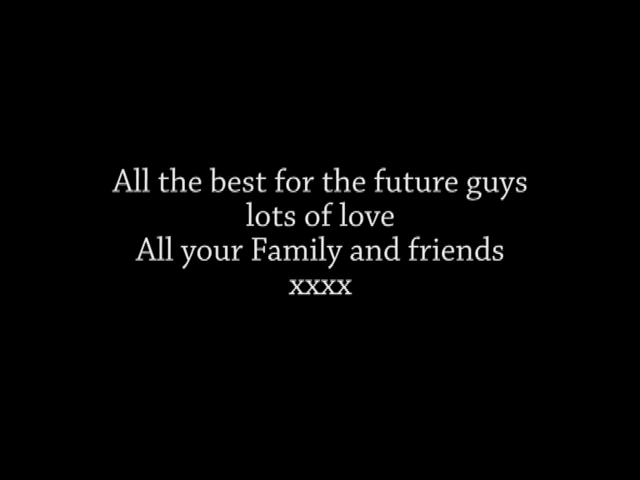 All the best for the future guys
lots of love
All your Family and friends
xxxx